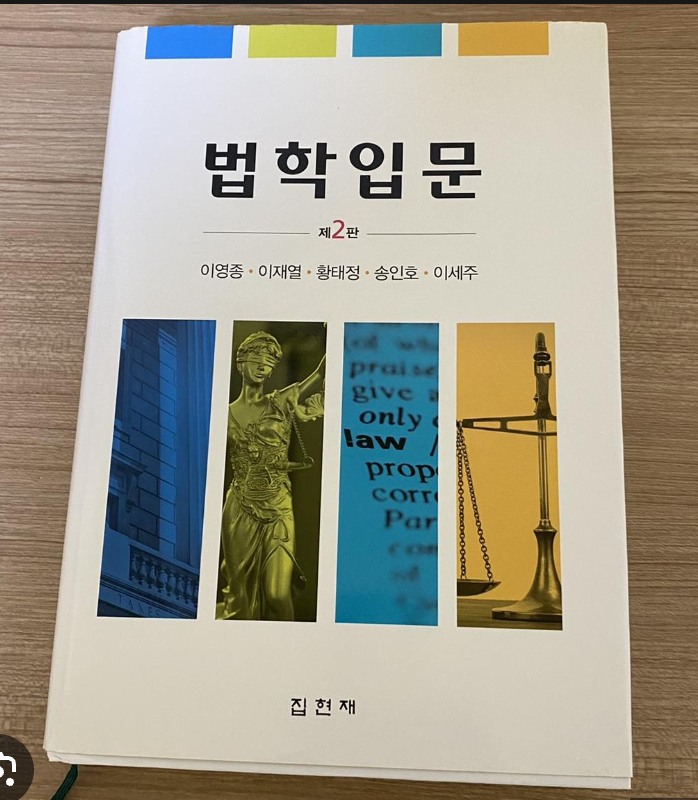 법학입문
제2판
이영종 • 이재열 • 황태정 • 송인호 • 이세주
praise
give
only
law /
prop
corr
Par
집현재